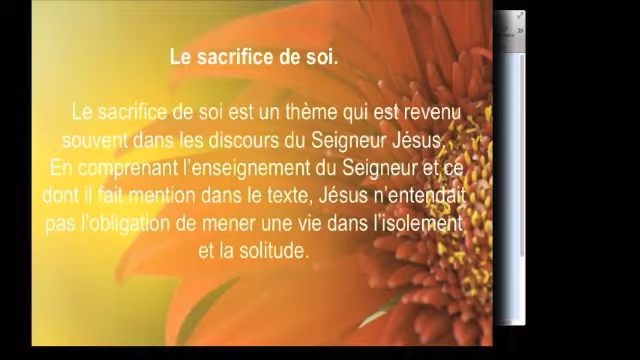 Le sacrifice de soi.
Le sacrifice de soi est un thème qui est revenu
souvent dans les discours du Seigneur Jésus.
En comprenant l'enseignement du Seigneur et ce
dont il fait mention dans le texte, Jésus n'entendait
pas l'obligation de mener une vie dans l'isolement
et la solitude.